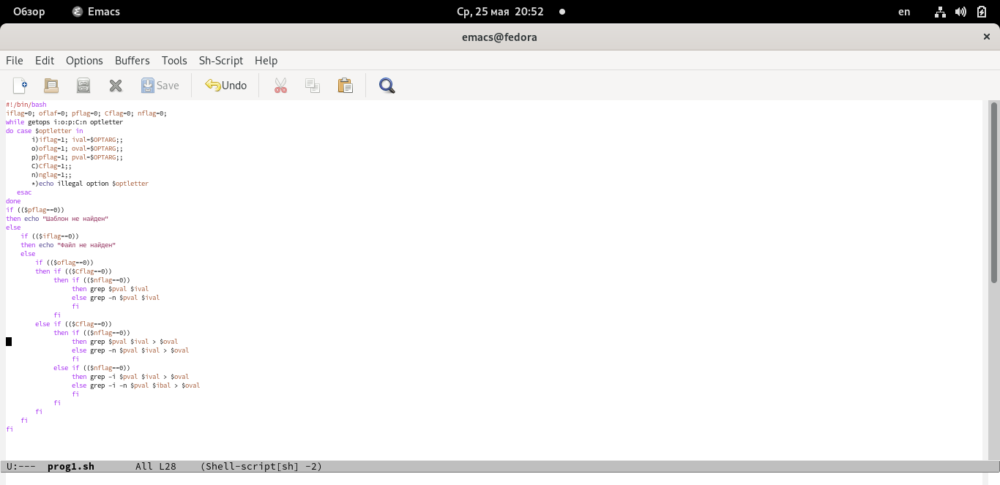 Обзор Emacs Ср, 25 мая 20:52 en
emacs@fedora
File Edit Options Buffers Tools Sh-Script Help
Save Undo
#!/bin/bash
iflag=0; oflaf=0; pflag=0; Cflag=0; nflag=0;
while getops i:o:p:C:n optletter
do case $optletter in
i)iflag=1; ival=$OPTARG;;
o)oflag=1; oval=$OPTARG;;
p)pflag=1; pval=$OPTARG;;
C)Cflag=1;;
n)nglag=1;;
*)echo illegal option $optletter
esac
done
if (($pflag==0))
then echo "Шаблон не найден"
else
if (($iflag==0))
then echo "Файл не найден"
else
if (($oflag==0))
then if (($Cflag==0))
then if (($nflag==0))
then grep $pval $ival
else grep -n $pval $ival
fi
fi
else if (($Cflag==0))
then if (($nflag==0))
then grep $pval $ival > $oval
else grep -n $pval $ival > $oval
fi
else if (($nflag==0))
then grep -i $pval $ival > $oval
else grep -i -n $pval $ibal > $oval
fi
fi
fi
fi
fi
U:--- prog1.sh All L28 (Shell-script[sh] -2)